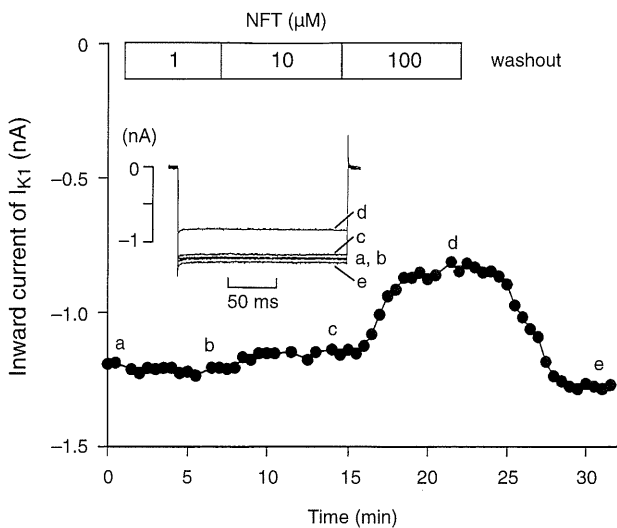 NFT (µM)
1 10 100 washout
Inward current of I_K1 (nA)
0
−0.5
−1.0
−1.5
(nA)
0
−1
d
c
a, b
e
50 ms
a
b
c
d
e
0 5 10 15 20 25 30
Time (min)